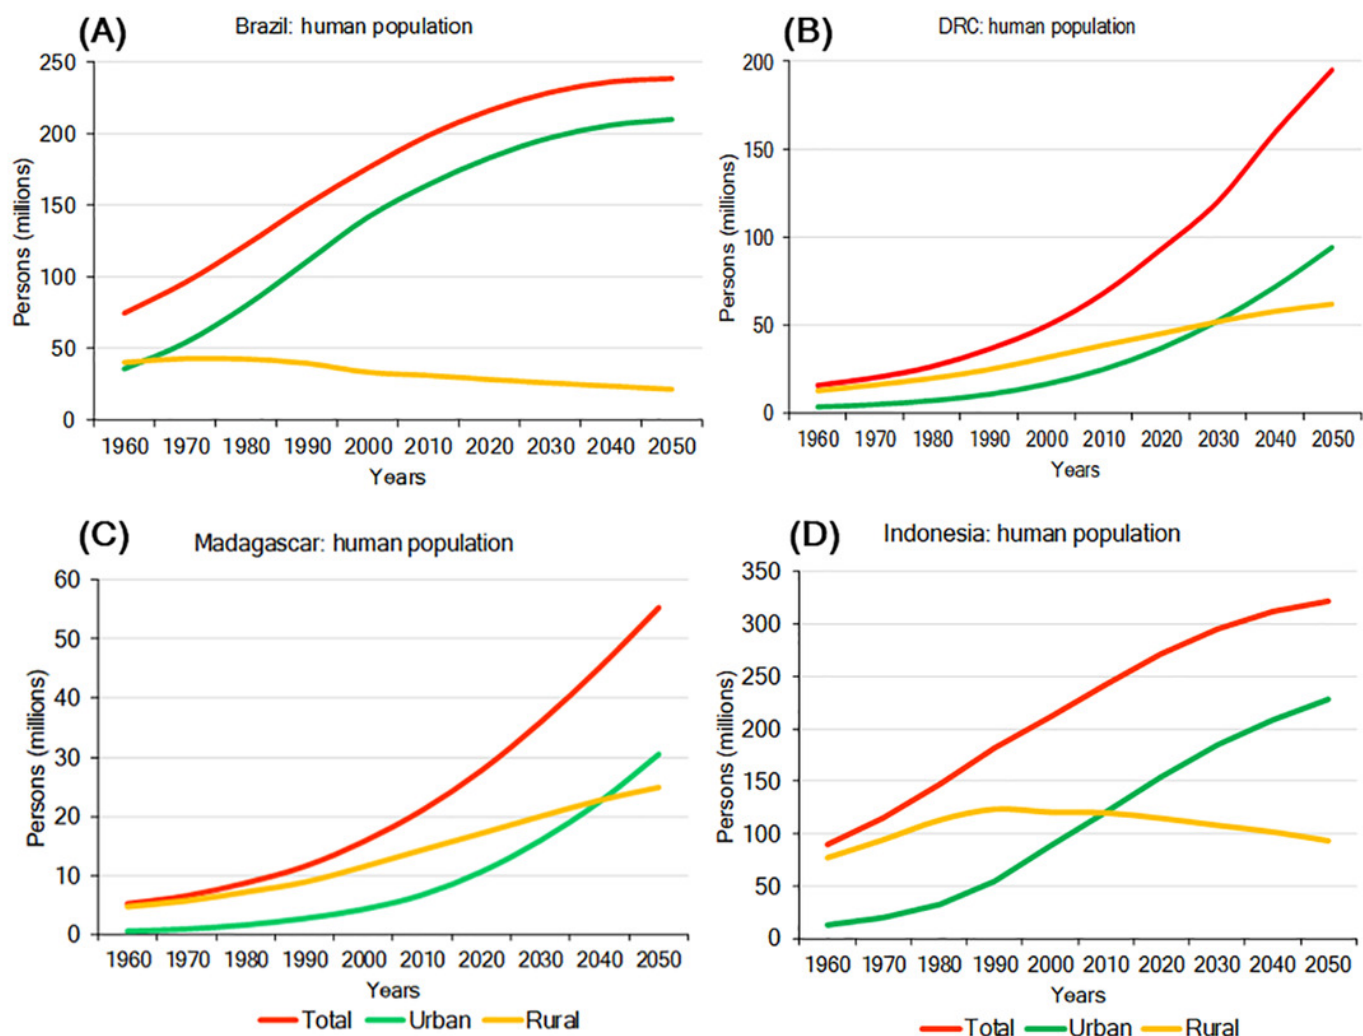 (A) Brazil: human population
250
200
150
100
50
0
Persons (millions)
1960 1970 1980 1990 2000 2010 2020 2030 2040 2050
Years
(B) DRC: human population
200
150
100
50
0
Persons (millions)
1960 1970 1980 1990 2000 2010 2020 2030 2040 2050
Years
(C) Madagascar: human population
60
50
40
30
20
10
0
Persons (millions)
1960 1970 1980 1990 2000 2010 2020 2030 2040 2050
Years
Total Urban Rural
(D) Indonesia: human population
350
300
250
200
150
100
50
0
Persons (millions)
1960 1970 1980 1990 2000 2010 2020 2030 2040 2050
Years
Total Urban Rural